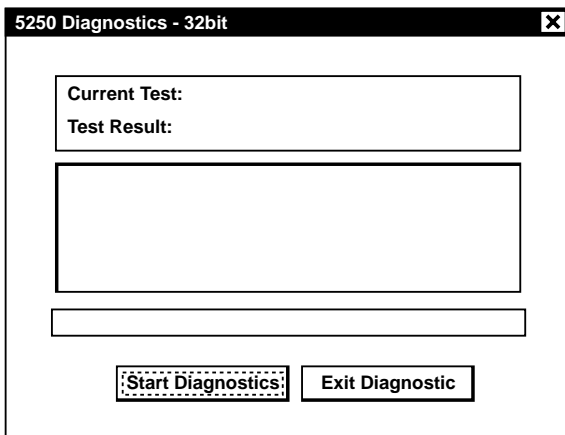 5250 Diagnostics - 32bit
Current Test:
Test Result:
Start Diagnostics Exit Diagnostic